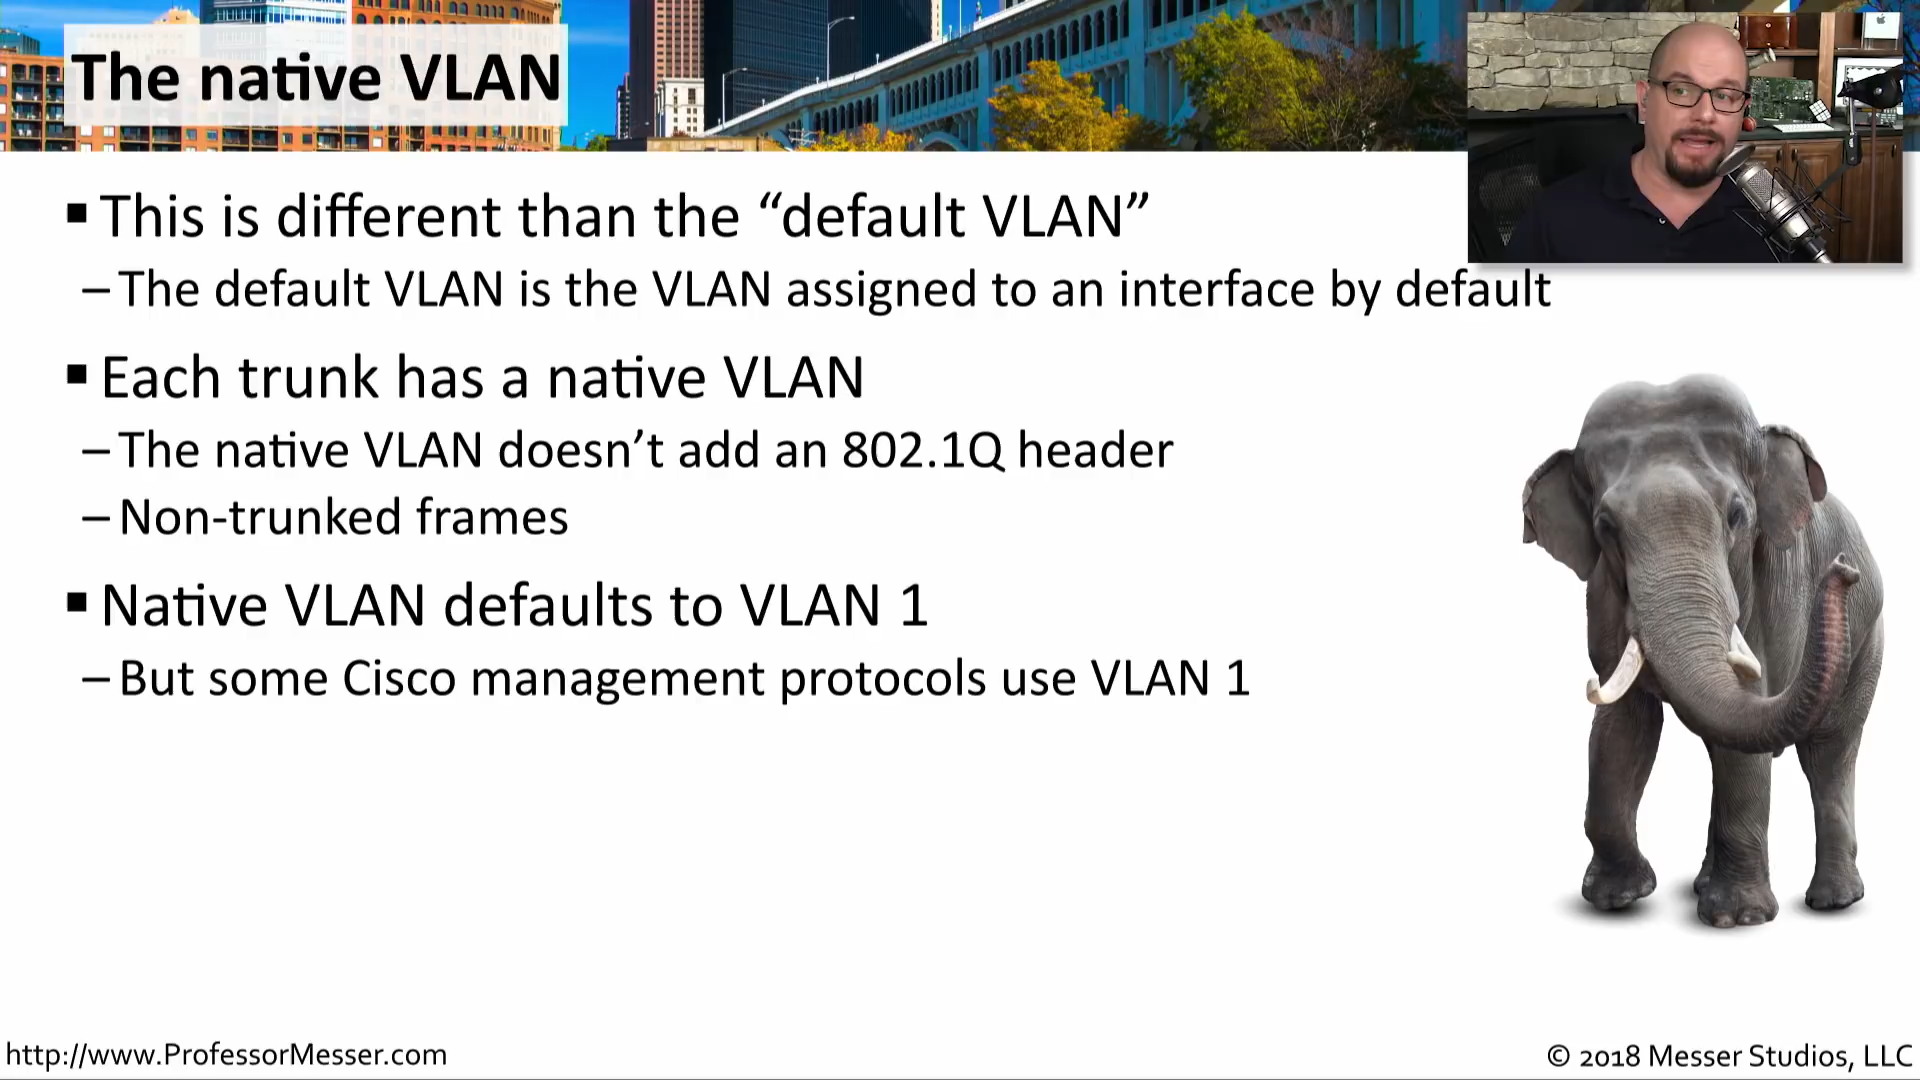 The native VLAN
▪ This is different than the “default VLAN”
– The default VLAN is the VLAN assigned to an interface by default
▪ Each trunk has a native VLAN
– The native VLAN doesn’t add an 802.1Q header
– Non-trunked frames
▪ Native VLAN defaults to VLAN 1
– But some Cisco management protocols use VLAN 1
http://www.ProfessorMesser.com
© 2018 Messer Studios, LLC